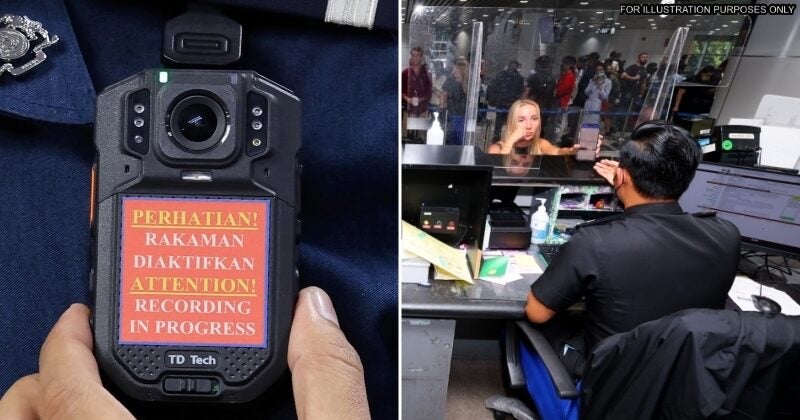 PERHATIAN!
RAKAMAN
DIAKTIFKAN
ATTENTION!
RECORDING
IN PROGRESS
TD Tech
FOR ILLUSTRATION PURPOSES ONLY